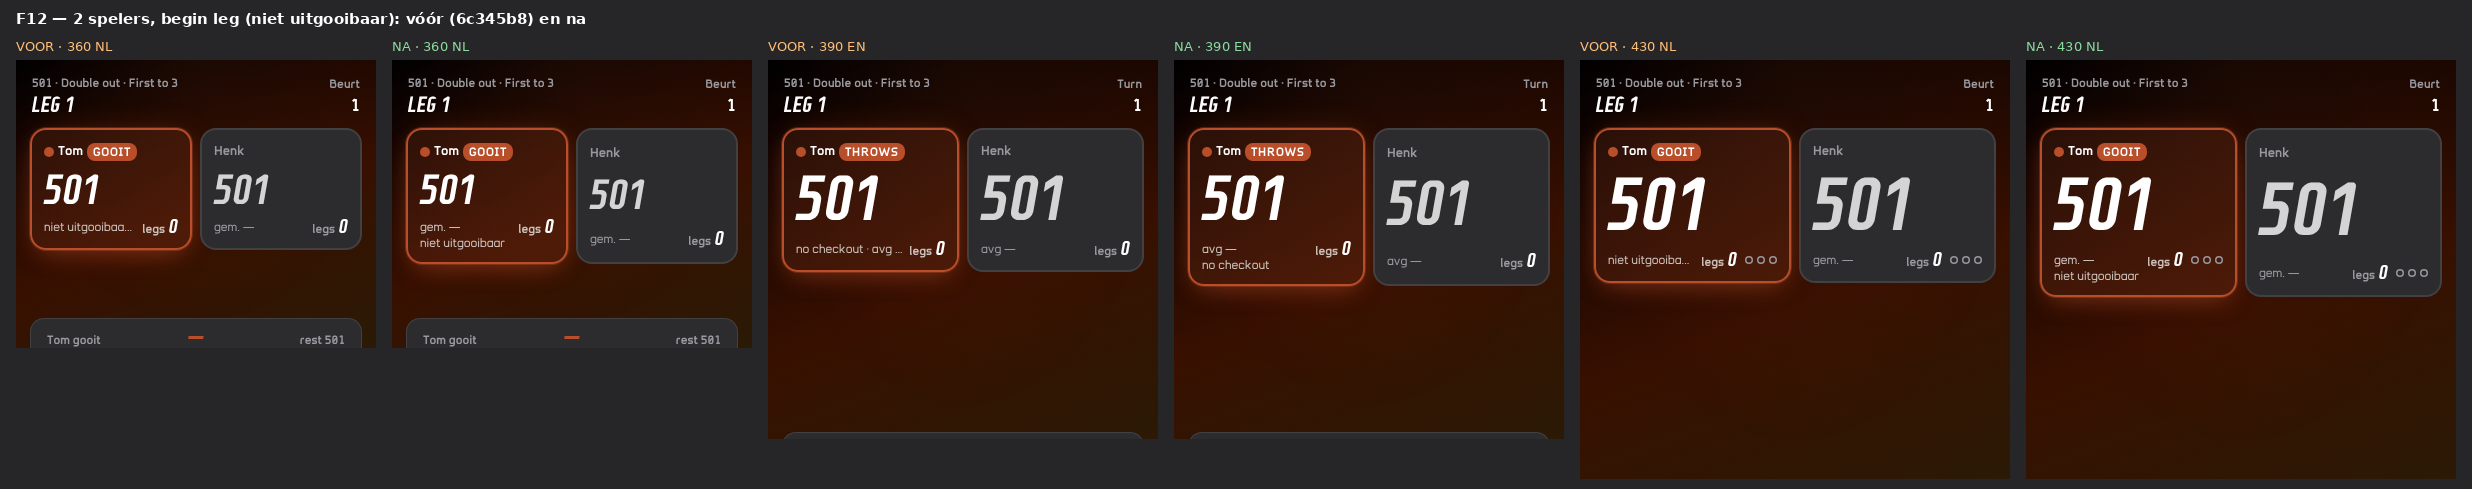 F12 — 2 spelers, begin leg (niet uitgooibaar): vóór (6c345b8) en na
VOOR · 360 NL
501 · Double out · First to 3
Beurt
LEG 1
1
Tom GOOIT
501
niet uitgooibaa... legs 0
Henk
501
gem. — legs 0
Tom gooit — rest 501
NA · 360 NL
501 · Double out · First to 3
Beurt
LEG 1
1
Tom GOOIT
501
gem. — legs 0
niet uitgooibaar
Henk
501
gem. — legs 0
Tom gooit — rest 501
VOOR · 390 EN
501 · Double out · First to 3
Turn
LEG 1
1
Tom THROWS
501
no checkout · avg ... legs 0
Henk
501
avg — legs 0
NA · 390 EN
501 · Double out · First to 3
Turn
LEG 1
1
Tom THROWS
501
avg — legs 0
no checkout
Henk
501
avg — legs 0
VOOR · 430 NL
501 · Double out · First to 3
Beurt
LEG 1
1
Tom GOOIT
501
niet uitgooiba... legs 0
Henk
501
gem. — legs 0
NA · 430 NL
501 · Double out · First to 3
Beurt
LEG 1
1
Tom GOOIT
501
gem. — legs 0
niet uitgooibaar
Henk
501
gem. — legs 0